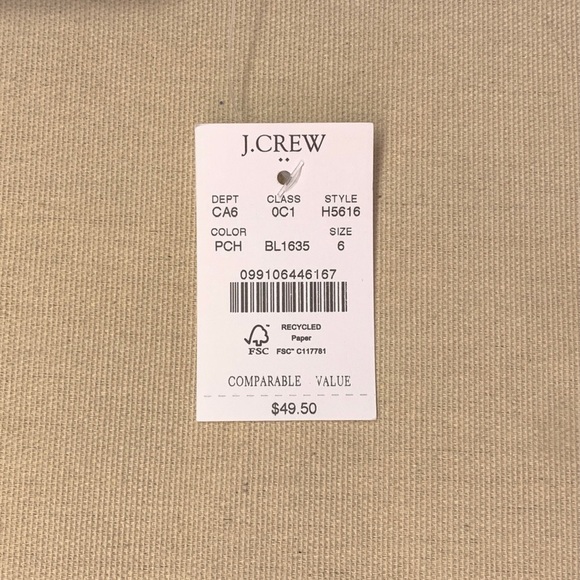 J.CREW
DEPT CLASS STYLE
CA6 0C1 H5616
COLOR SIZE
PCH BL1635 6
099106446167
RECYCLED
Paper
FSC FSC™ C117781
COMPARABLE VALUE
$49.50